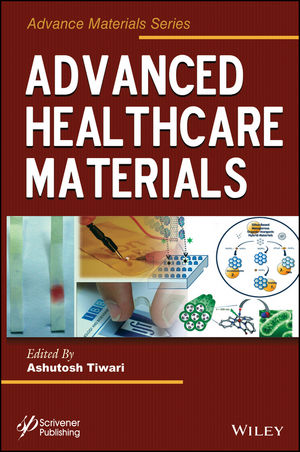 Advance Materials Series
ADVANCED
HEALTHCARE
MATERIALS
Edited By
Ashutosh Tiwari
Scrivener
Publishing
WILEY